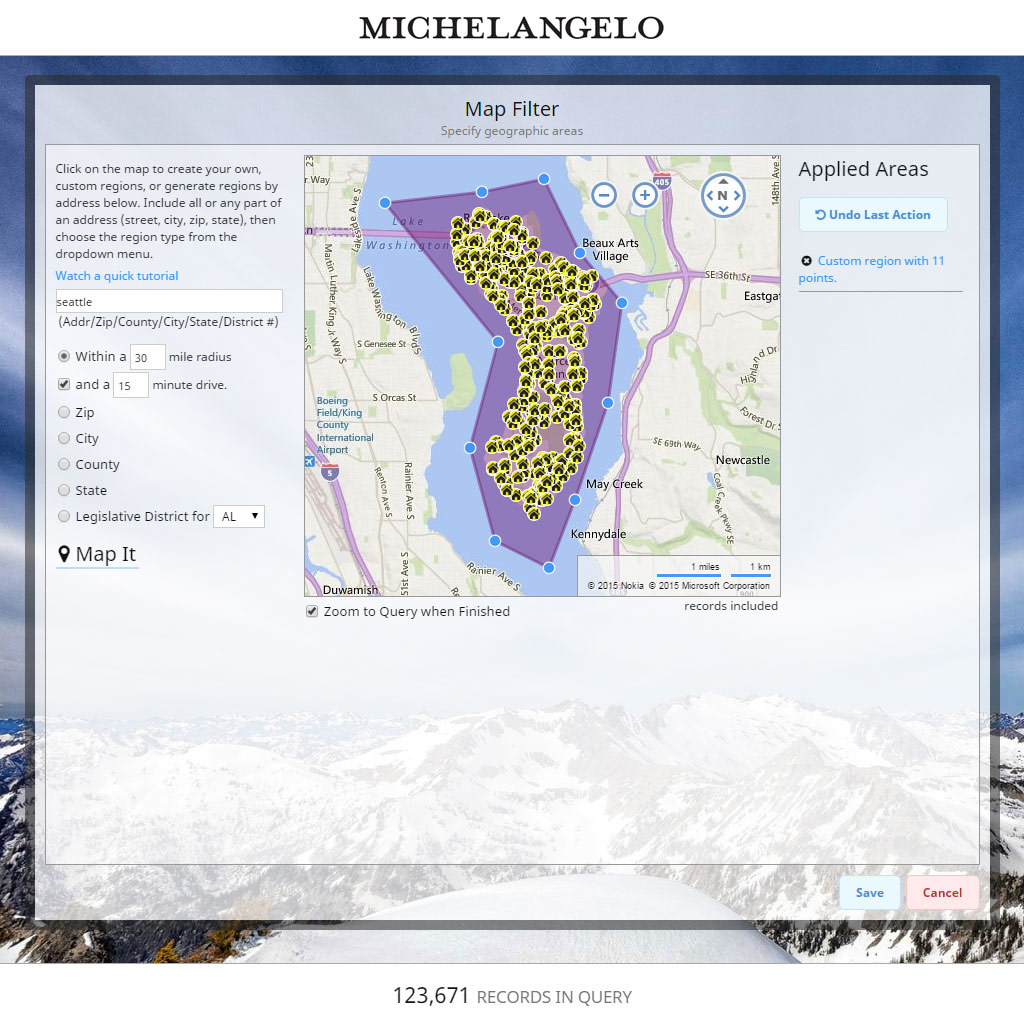 MICHELANGELO
Map Filter
Specify geographic areas
Click on the map to create your own,
custom regions, or generate regions by
address below. Include all or any part of
an address (street, city, zip, state), then
choose the region type from the
dropdown menu.
Watch a quick tutorial
seattle
(Addr/Zip/County/City/State/District #)
Within a 30 mile radius
and a 15 minute drive.
Zip
City
County
State
Legislative District for AL
Map It
23
r Way
Lake
Washington
405
148th Ave S
N
Beaux Arts
Village
SE 36th St
Eastgat
Martin Luther King Jr Way S
Lake Washington Blvd S
S Genesee St
Highland Dr
S Orcas St
Forest Dr
Boeing
Field/King
County
International
Airport
5
SE 69th Way
Newcastle
Renton Ave S
Rainier Ave S
Coal Creek Pkwy SE
May Creek
Kennydale
51st Ave S
Rainier Ave S
Duwamish
1 miles
1 km
© 2015 Nokia © 2015 Microsoft Corporation
Zoom to Query when Finished
records included
Applied Areas
Undo Last Action
Custom region with 11
points.
Save
Cancel
123,671 RECORDS IN QUERY